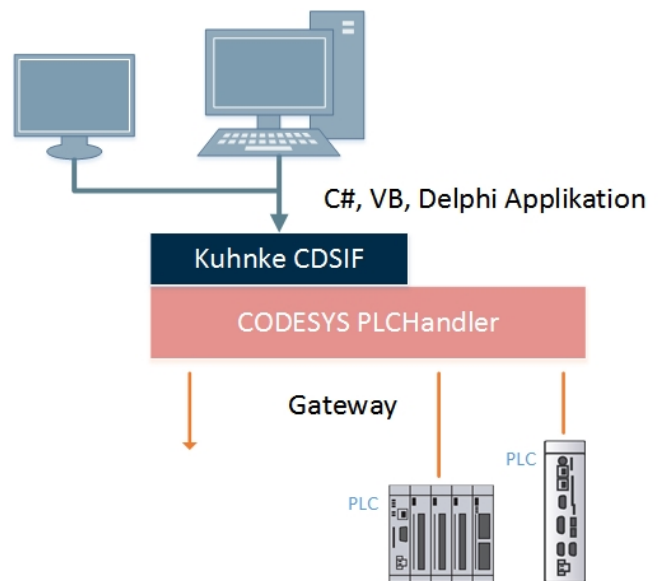 C#, VB, Delphi Applikation
Kuhnke CDSIF
CODESYS PLCHandler
Gateway
PLC
PLC